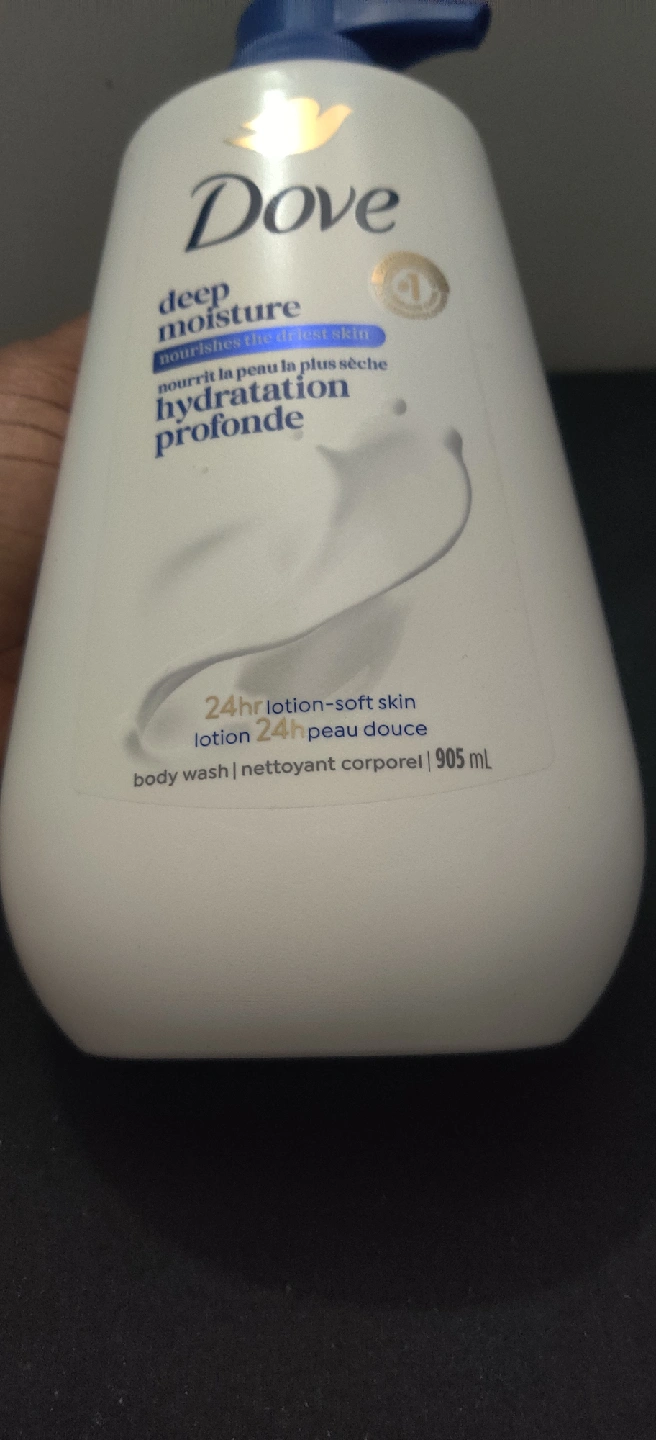 Dove
#1
deep
moisture
nourishes the driest skin
nourrit la peau la plus sèche
hydratation
profonde
24hr lotion-soft skin
lotion 24h peau douce
body wash | nettoyant corporel | 905 mL